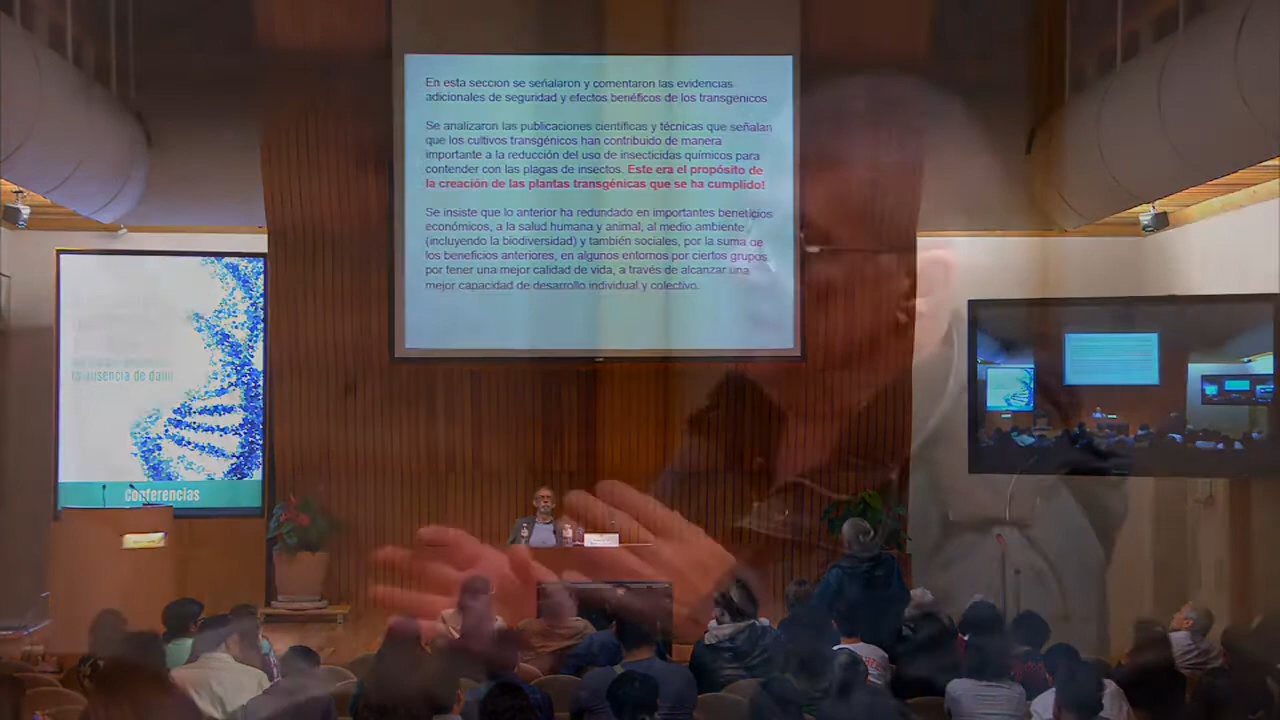 En esta sección se señalaron y comentaron las evidencias
adicionales de seguridad y efectos benéficos de los transgénicos
Se analizaron las publicaciones científicas y técnicas que señalan
que los cultivos transgénicos han contribuido de manera
importante a la reducción del uso de insecticidas químicos para
contender con las plagas de insectos. Este era el propósito de
la creación de las plantas transgénicas que se ha cumplido!
Se insiste que lo anterior ha redundado en importantes beneficios
económicos, a la salud humana y animal, al medio ambiente
(incluyendo la biodiversidad) y también sociales, por la suma de
los beneficios anteriores, en algunos entornos por ciertos grupos
por tener una mejor calidad de vida, a través de alcanzar una
mejor capacidad de desarrollo individual y colectivo.
la ausencia de daño
Conferencias